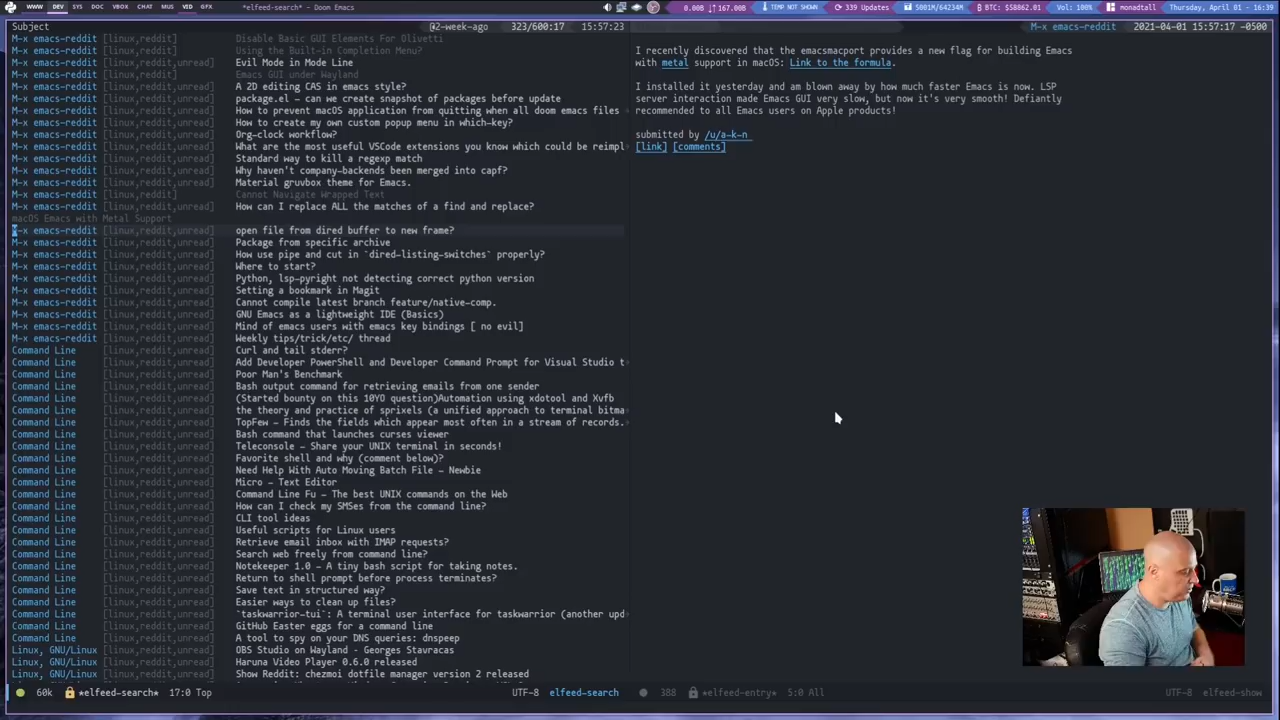 WWW DEV SYS DOC VBOX CHAT MUS VID GFX *elfeed-search* - Doom Emacs 0.00B ↓↑ 167.00B TEMP NOT SHOWN 339 Updates 5001M/64234M BTC: $58862.01 Vol: 100% monadtall Thursday, April 01 - 16:39
Subject @2-week-ago 323/600:17 15:57:23 M-x emacs-reddit 2021-04-01 15:57:17 -0500
M-x emacs-reddit [linux,reddit] Disable Basic GUI Elements For Olivetti
M-x emacs-reddit [linux,reddit] Using the Built-in Completion Menu?
M-x emacs-reddit [linux,reddit,unread] Evil Mode in Mode Line
M-x emacs-reddit [linux,reddit] Emacs GUI under Wayland
M-x emacs-reddit [linux,reddit,unread] A 2D editing CAS in emacs style?
M-x emacs-reddit [linux,reddit,unread] package.el – can we create snapshot of packages before update
M-x emacs-reddit [linux,reddit,unread] How to prevent macOS application from quitting when all doom emacs files
M-x emacs-reddit [linux,reddit,unread] How to create my own custom popup menu in which-key?
M-x emacs-reddit [linux,reddit,unread] Org-clock workflow?
M-x emacs-reddit [linux,reddit,unread] What are the most useful VSCode extensions you know which could be reimpl
M-x emacs-reddit [linux,reddit,unread] Standard way to kill a regexp match
M-x emacs-reddit [linux,reddit,unread] Why haven't company-backends been merged into capf?
M-x emacs-reddit [linux,reddit,unread] Material gruvbox theme for Emacs.
M-x emacs-reddit [linux,reddit] Cannot Navigate Wrapped Text
M-x emacs-reddit [linux,reddit,unread] How can I replace ALL the matches of a find and replace?
macOS Emacs with Metal Support
M-x emacs-reddit [linux,reddit,unread] open file from dired buffer to new frame?
M-x emacs-reddit [linux,reddit,unread] Package from specific archive
M-x emacs-reddit [linux,reddit,unread] How use pipe and cut in `dired-listing-switches` properly?
M-x emacs-reddit [linux,reddit,unread] Where to start?
M-x emacs-reddit [linux,reddit,unread] Python, lsp-pyright not detecting correct python version
M-x emacs-reddit [linux,reddit,unread] Setting a bookmark in Magit
M-x emacs-reddit [linux,reddit,unread] Cannot compile latest branch feature/native-comp.
M-x emacs-reddit [linux,reddit,unread] GNU Emacs as a lightweight IDE (Basics)
M-x emacs-reddit [linux,reddit,unread] Mind of emacs users with emacs key bindings [ no evil]
M-x emacs-reddit [linux,reddit,unread] Weekly tips/trick/etc/ thread
Command Line [linux,reddit,unread] Curl and tail stderr?
Command Line [linux,reddit,unread] Add Developer PowerShell and Developer Command Prompt for Visual Studio t
Command Line [linux,reddit,unread] Poor Man's Benchmark
Command Line [linux,reddit,unread] Bash output command for retrieving emails from one sender
Command Line [linux,reddit,unread] (Started bounty on this 10YO question)Automation using xdotool and Xvfb
Command Line [linux,reddit,unread] the theory and practice of sprixels (a unified approach to terminal bitma
Command Line [linux,reddit,unread] TopFew – Finds the fields which appear most often in a stream of records.
Command Line [linux,reddit,unread] Bash command that launches curses viewer
Command Line [linux,reddit,unread] Teleconsole – Share your UNIX terminal in seconds!
Command Line [linux,reddit,unread] Favorite shell and why (comment below)?
Command Line [linux,reddit,unread] Need Help With Auto Moving Batch File – Newbie
Command Line [linux,reddit,unread] Micro – Text Editor
Command Line [linux,reddit,unread] Command Line Fu – The best UNIX commands on the Web
Command Line [linux,reddit,unread] How can I check my SMSes from the command line?
Command Line [linux,reddit,unread] CLI tool ideas
Command Line [linux,reddit,unread] Useful scripts for Linux users
Command Line [linux,reddit,unread] Retrieve email inbox with IMAP requests?
Command Line [linux,reddit,unread] Search web freely from command line?
Command Line [linux,reddit,unread] Notekeeper 1.0 – A tiny bash script for taking notes.
Command Line [linux,reddit,unread] Return to shell prompt before process terminates?
Command Line [linux,reddit,unread] Save text in structured way?
Command Line [linux,reddit,unread] Easier ways to clean up files?
Command Line [linux,reddit,unread] `taskwarrior-tui`: A terminal user interface for taskwarrior (another upd
Command Line [linux,reddit,unread] GitHub Easter eggs for a command line
Command Line [linux,reddit,unread] A tool to spy on your DNS queries: dnspeep
Linux, GNU/Linux [linux,reddit,unread] OBS Studio on Wayland - Georges Stavracas
Linux, GNU/Linux [linux,reddit,unread] Haruna Video Player 0.6.0 released
Linux, GNU/Linux [linux,reddit,unread] Show Reddit: chezmoi dotfile manager version 2 released
I recently discovered that the emacsmacport provides a new flag for building Emacs
with metal support in macOS: Link to the formula.
I installed it yesterday and am blown away by how much faster Emacs is now. LSP
server interaction made Emacs GUI very slow, but now it's very smooth! Defiantly
recommended to all Emacs users on Apple products!
submitted by /u/a-k-n
[link] [comments]
60k *elfeed-search* 17:0 Top UTF-8 elfeed-search 388 *elfeed-entry* 5:0 All UTF-8 elfeed-show